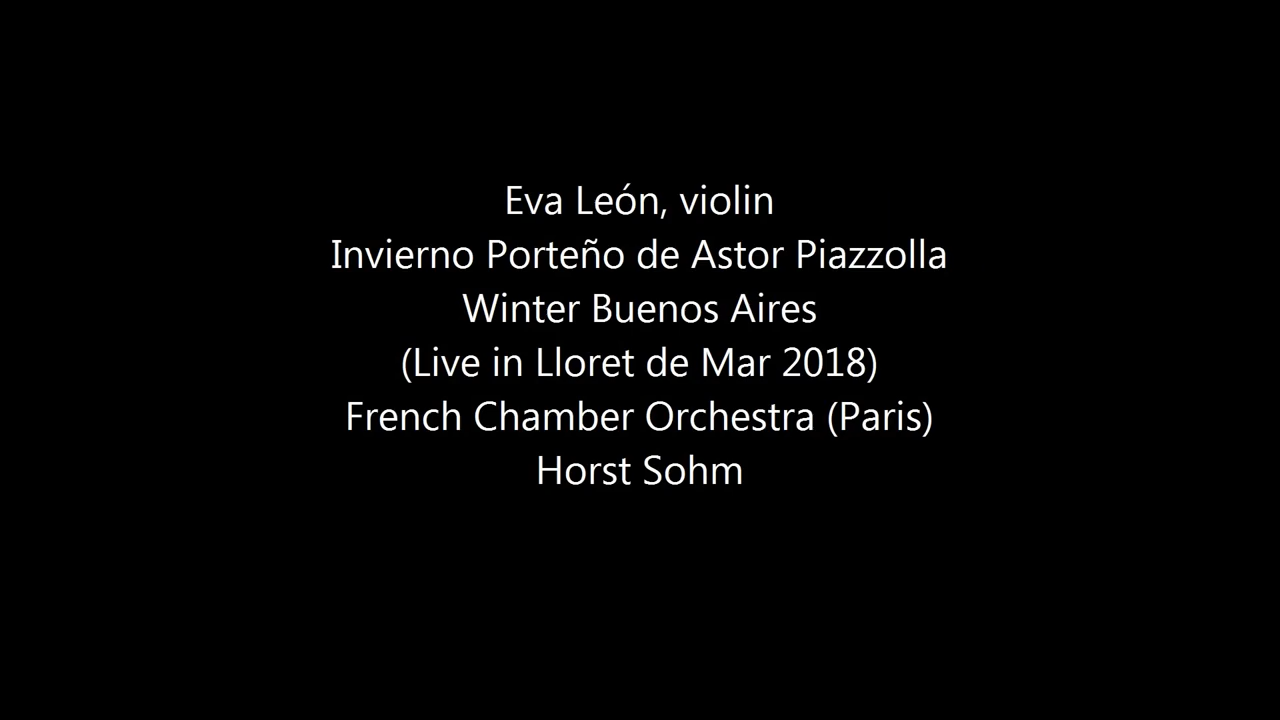 Eva León, violin
Invierno Porteño de Astor Piazzolla
Winter Buenos Aires
(Live in Lloret de Mar 2018)
French Chamber Orchestra (Paris)
Horst Sohm